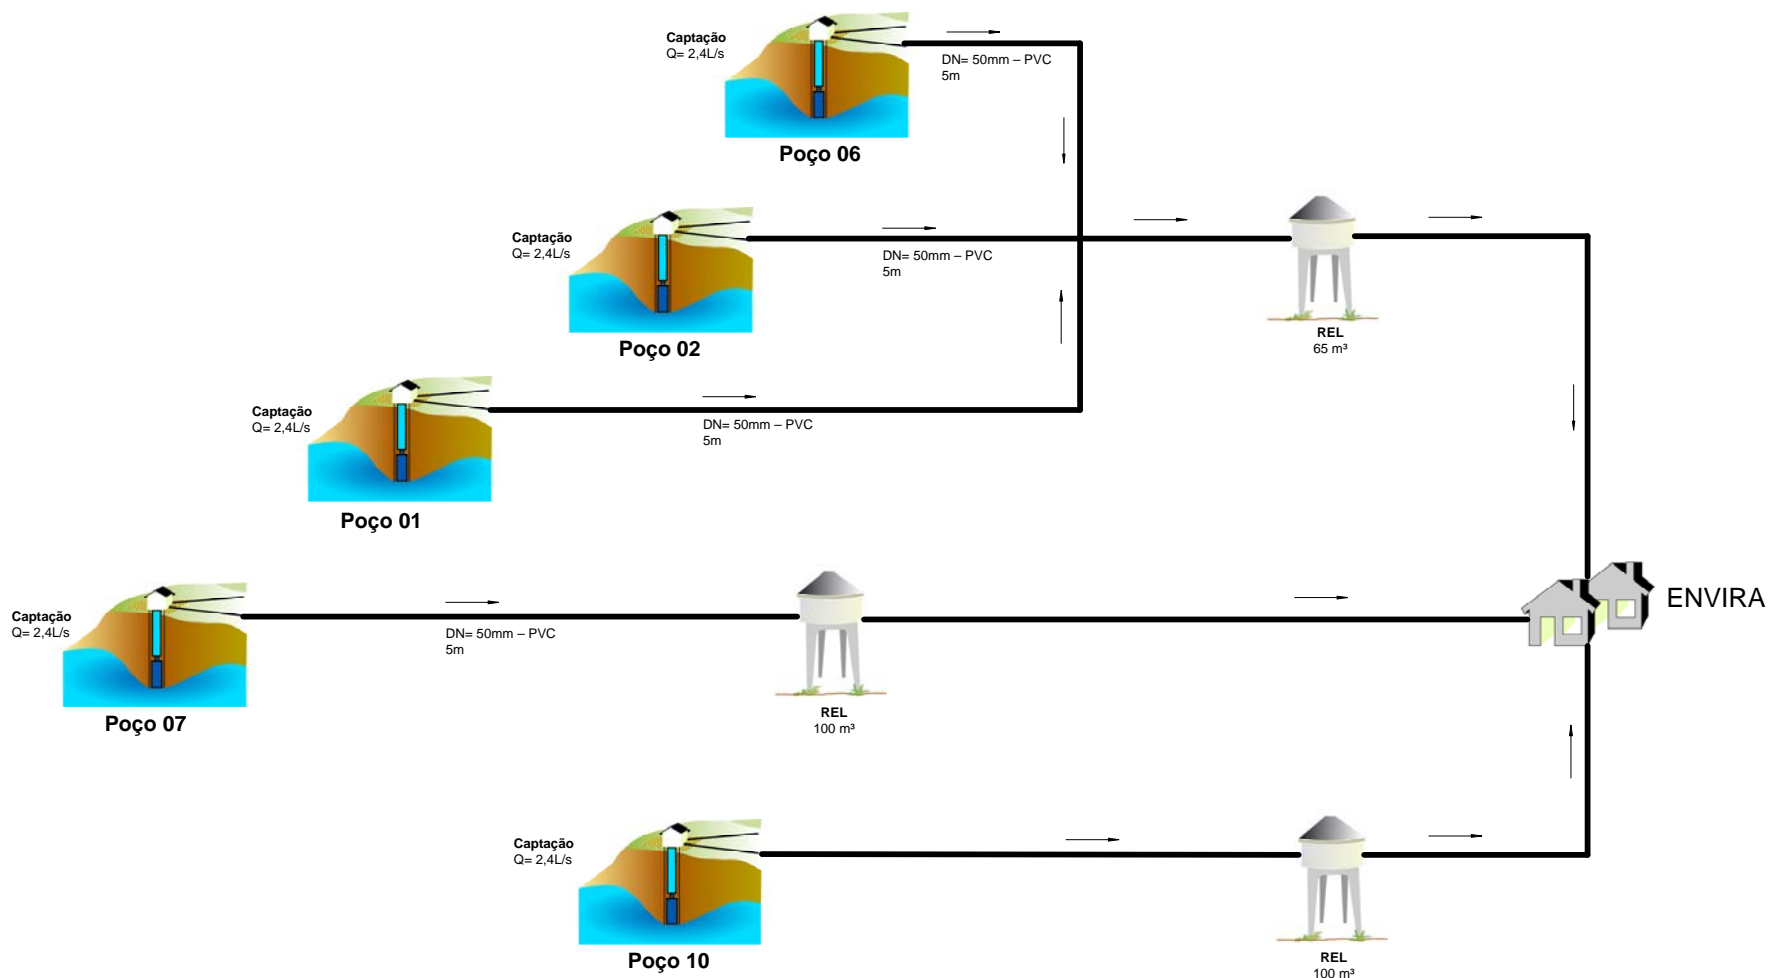 Captação
Q= 2,4L/s
DN= 50mm – PVC
5m
Poço 06
Captação
Q= 2,4L/s
DN= 50mm – PVC
5m
Poço 02
REL
65 m³
Captação
Q= 2,4L/s
DN= 50mm – PVC
5m
Poço 01
Captação
Q= 2,4L/s
DN= 50mm – PVC
5m
Poço 07
REL
100 m³
ENVIRA
Captação
Q= 2,4L/s
Poço 10
REL
100 m³